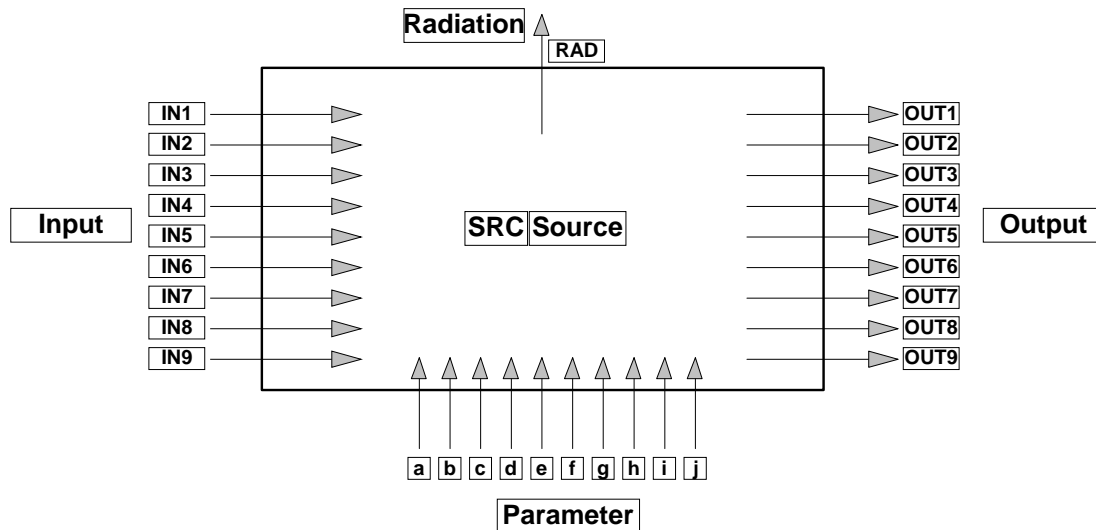 Radiation
RAD
IN1
IN2
IN3
IN4
IN5
IN6
IN7
IN8
IN9
Input
SRC Source
OUT1
OUT2
OUT3
OUT4
OUT5
OUT6
OUT7
OUT8
OUT9
Output
a b c d e f g h i j
Parameter